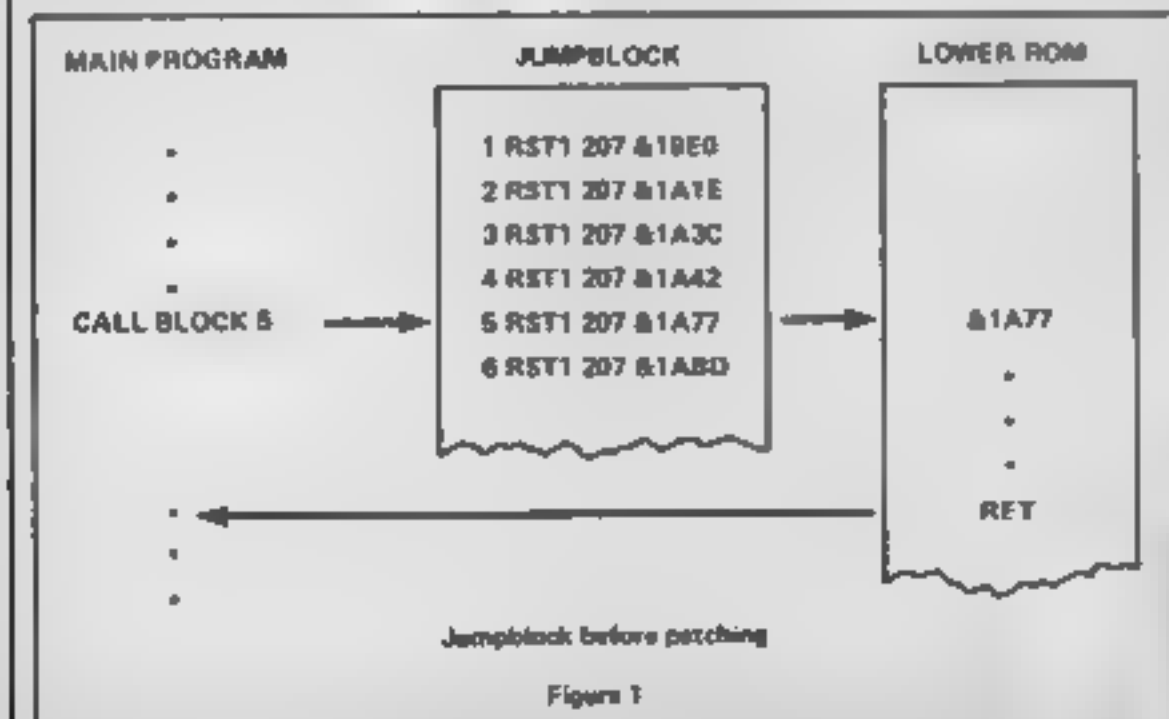 MAIN PROGRAM
JUMPBLOCK
LOWER ROM
1 RST1 207 &19E0
2 RST1 207 &1A1E
3 RST1 207 &1A3C
4 RST1 207 &1A42
5 RST1 207 &1A77
6 RST1 207 &1ABD
CALL BLOCK 5
&1A77
RET
Jumpblock before patching
Figure 1